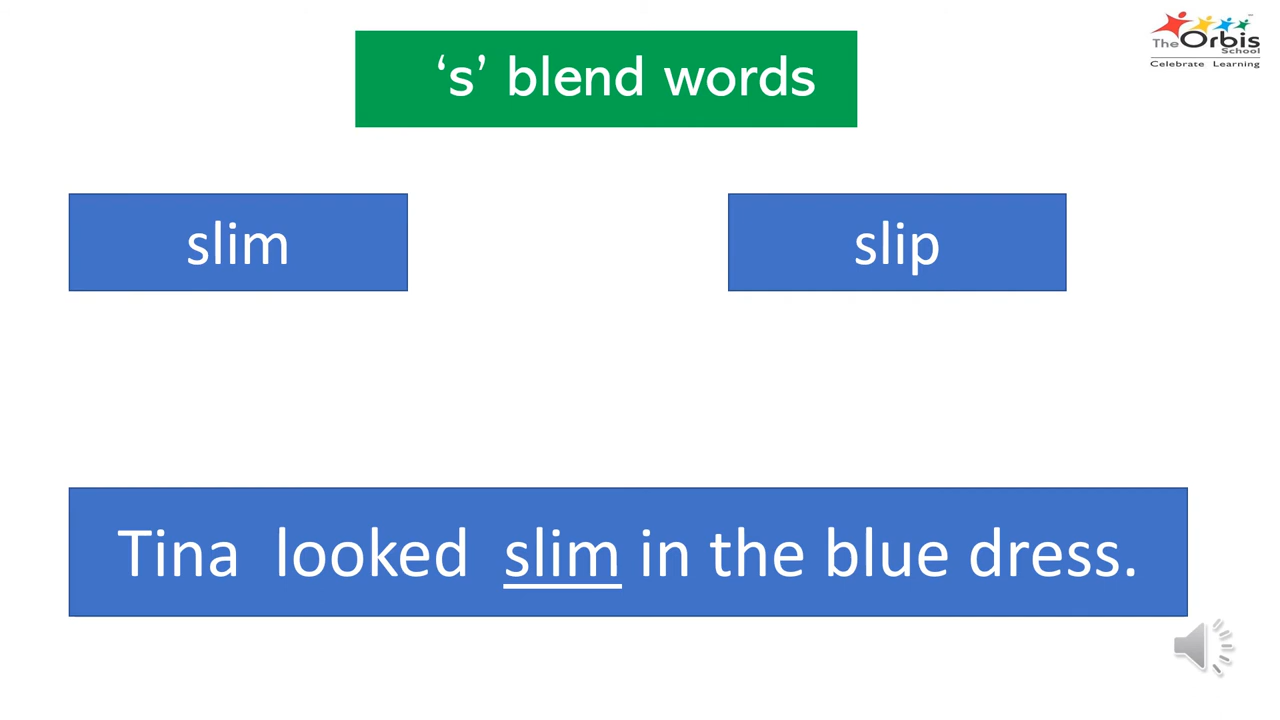 ‘s’ blend words
The Orbis
School
Celebrate Learning
slim
slip
Tina looked slim in the blue dress.